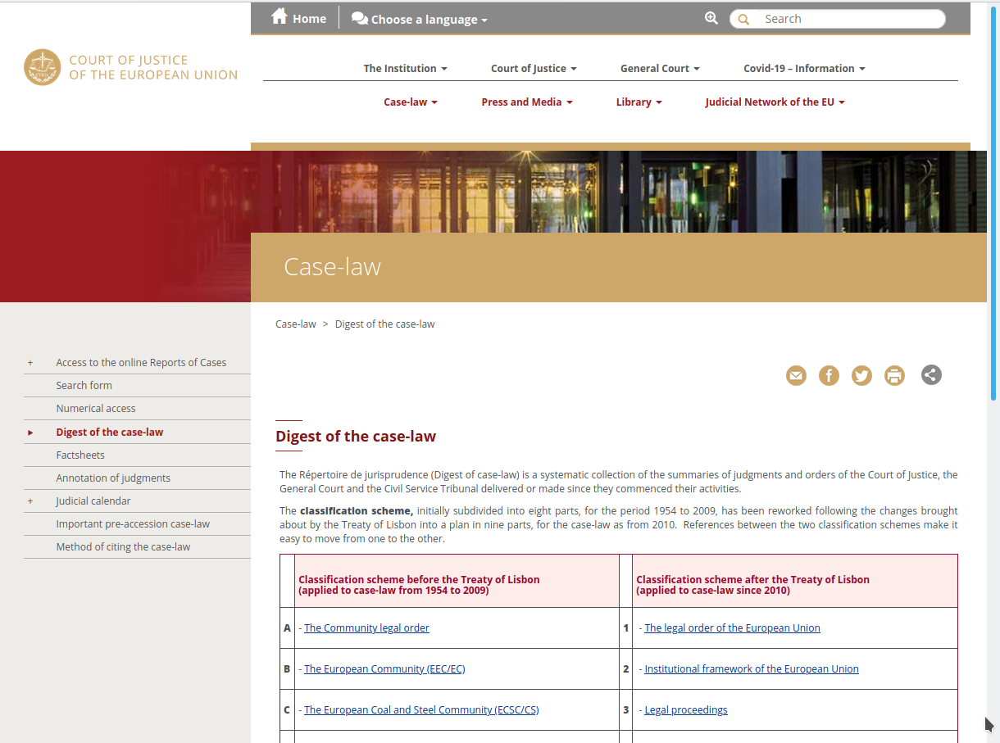 Home
Choose a language
Search
COURT OF JUSTICE
OF THE EUROPEAN UNION
The Institution
Court of Justice
General Court
Covid-19 – Information
Case-law
Press and Media
Library
Judicial Network of the EU
Case-law
Case-law > Digest of the case-law
+ Access to the online Reports of Cases
Search form
Numerical access
Digest of the case-law
Factsheets
Annotation of judgments
+ Judicial calendar
Important pre-accession case-law
Method of citing the case-law
Digest of the case-law
The Répertoire de jurisprudence (Digest of case-law) is a systematic collection of the summaries of judgments and orders of the Court of Justice, the
General Court and the Civil Service Tribunal delivered or made since they commenced their activities.
The classification scheme, initially subdivided into eight parts, for the period 1954 to 2009, has been reworked following the changes brought
about by the Treaty of Lisbon into a plan in nine parts, for the case-law as from 2010. References between the two classification schemes make it
easy to move from one to the other.
Classification scheme before the Treaty of Lisbon
(applied to case-law from 1954 to 2009)
Classification scheme after the Treaty of Lisbon
(applied to case-law since 2010)
A - The Community legal order
1 - The legal order of the European Union
B - The European Community (EEC/EC)
2 - Institutional framework of the European Union
C - The European Coal and Steel Community (ECSC/CS)
3 - Legal proceedings